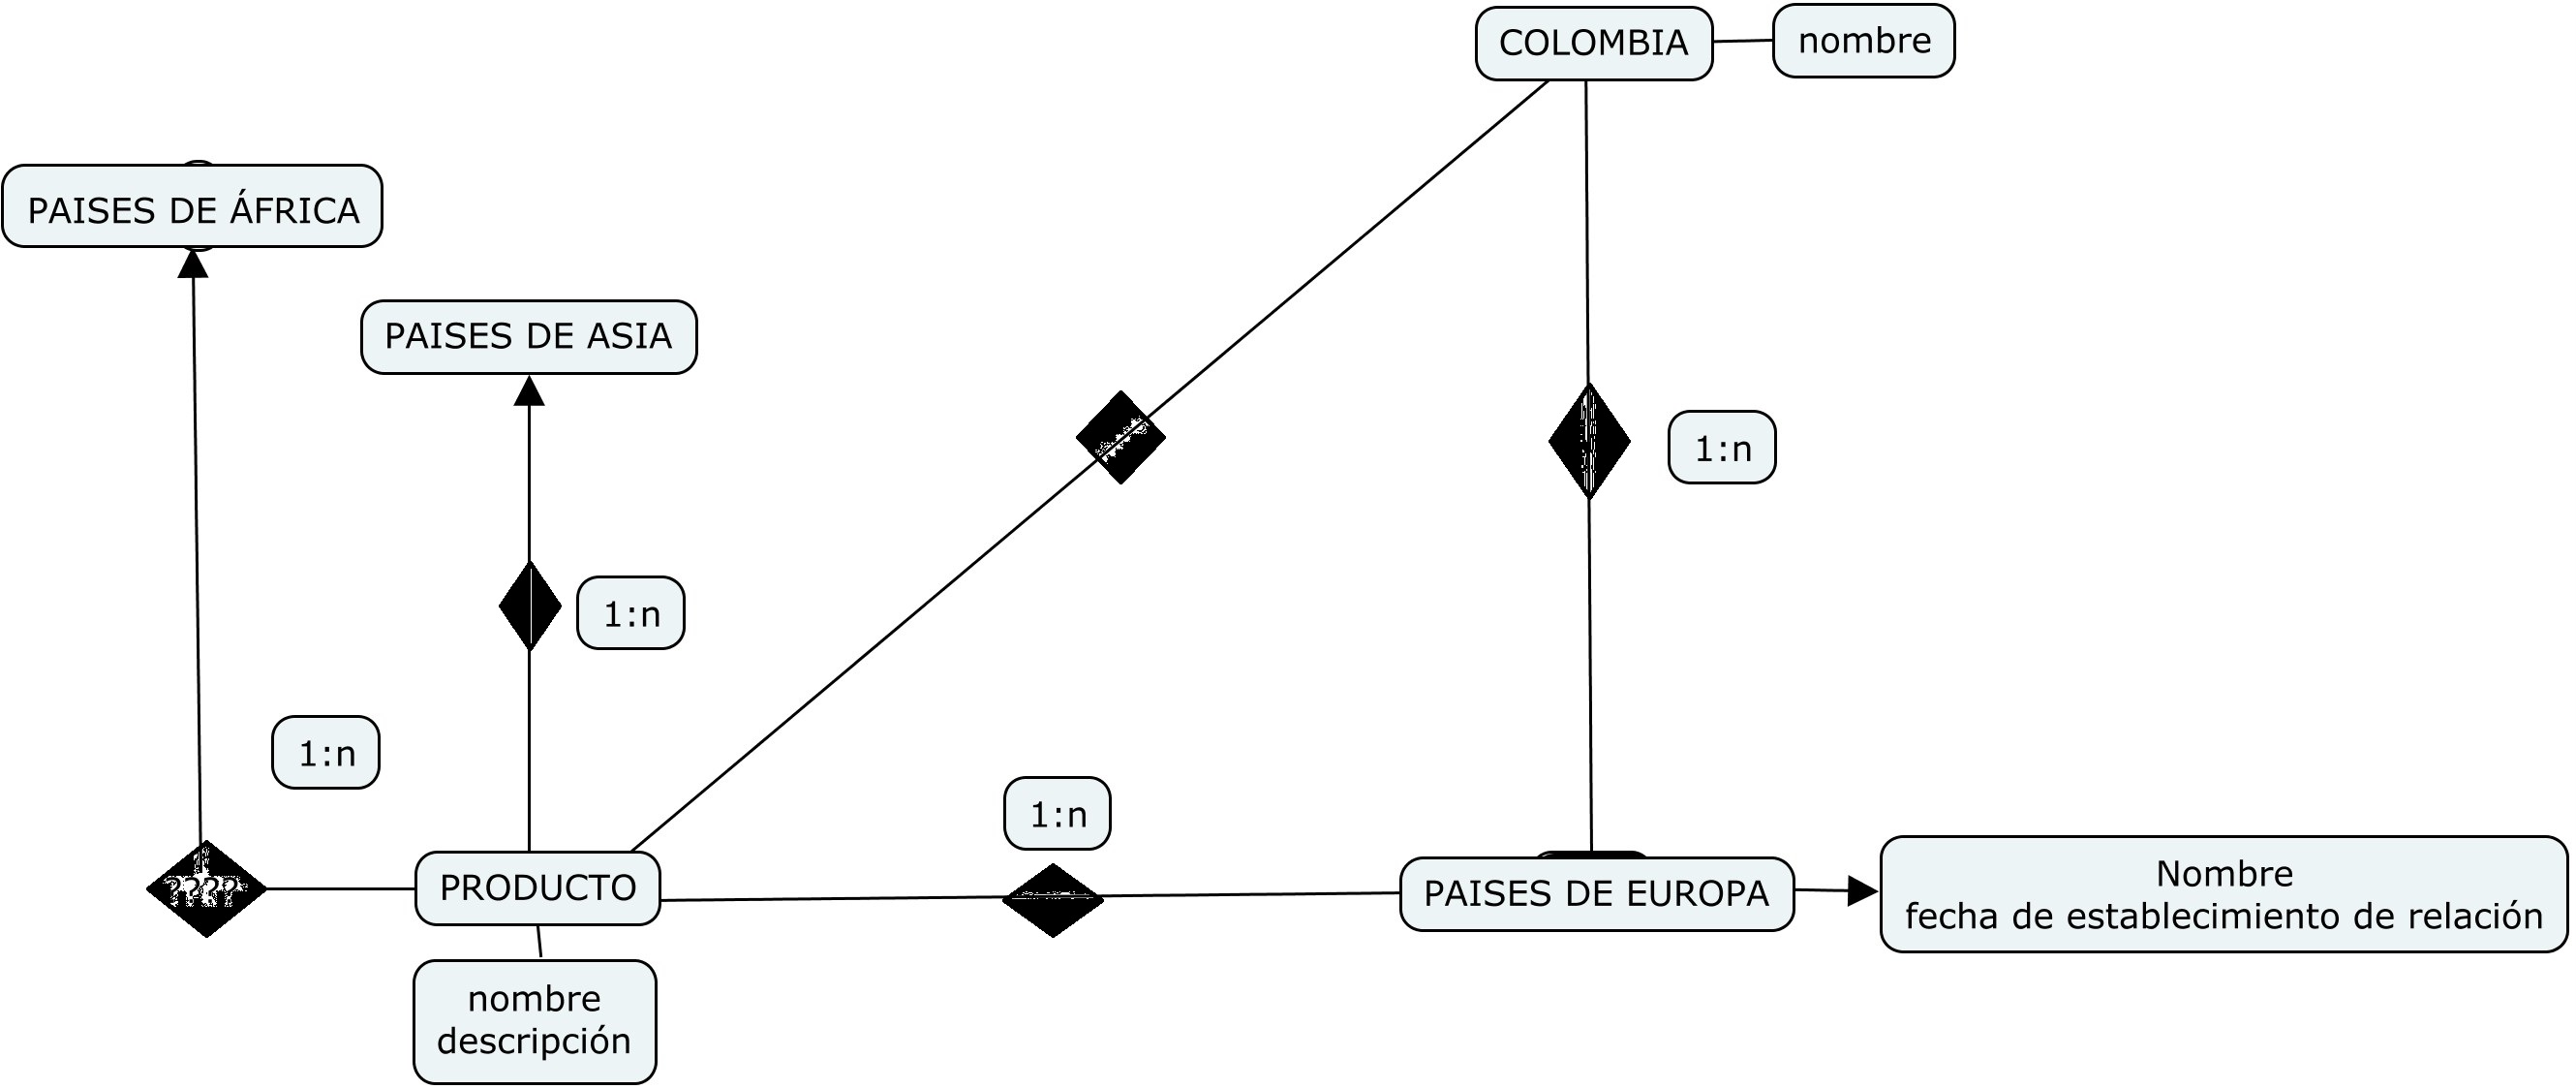 COLOMBIA
nombre
PAISES DE ÁFRICA
PAISES DE ASIA
1:n
1:n
1:n
1:n
????
PRODUCTO
PAISES DE EUROPA
Nombre
fecha de establecimiento de relación
nombre
descripción